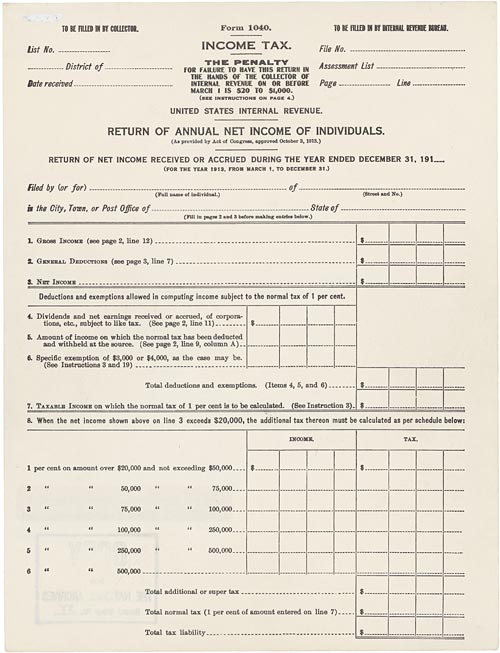 TO BE FILLED IN BY COLLECTOR.
Form 1040.
TO BE FILLED IN BY INTERNAL REVENUE BUREAU.
List No.
INCOME TAX.
File No.
District of
THE PENALTY
FOR FAILURE TO HAVE THIS RETURN IN
THE HANDS OF THE COLLECTOR OF
INTERNAL REVENUE ON OR BEFORE
MARCH 1 IS $20 TO $1,000.
(SEE INSTRUCTIONS ON PAGE 4.)
Assessment List
Date received
Page Line
UNITED STATES INTERNAL REVENUE.
RETURN OF ANNUAL NET INCOME OF INDIVIDUALS.
(As provided by Act of Congress, approved October 3, 1913.)
RETURN OF NET INCOME RECEIVED OR ACCRUED DURING THE YEAR ENDED DECEMBER 31, 191
(FOR THE YEAR 1913, FROM MARCH 1, TO DECEMBER 31.)
Filed by (or for) of
(Full name of individual.) (Street and No.)
in the City, Town, or Post Office of State of
(Fill in pages 2 and 3 before making entries below.)
1. GROSS INCOME (see page 2, line 12) $
2. GENERAL DEDUCTIONS (see page 3, line 7) $
3. NET INCOME $
Deductions and exemptions allowed in computing income subject to the normal tax of 1 per cent.
4. Dividends and net earnings received or accrued, of corpora-
tions, etc., subject to like tax. (See page 2, line 11) $
5. Amount of income on which the normal tax has been deducted
and withheld at the source. (See page 2, line 9, column A)
6. Specific exemption of $3,000 or $4,000, as the case may be.
(See Instructions 3 and 19)
Total deductions and exemptions. (Items 4, 5, and 6) $
7. TAXABLE INCOME on which the normal tax of 1 per cent is to be calculated. (See Instruction 3). $
8. When the net income shown above on line 3 exceeds $20,000, the additional tax thereon must be calculated as per schedule below:
INCOME. TAX.
1 per cent on amount over $20,000 and not exceeding $50,000 $ $
2 " " 50,000 " " 75,000
3 " " 75,000 " " 100,000
4 " " 100,000 " " 250,000
5 " " 250,000 " " 500,000
6 " " 500,000
Total additional or super tax $
Total normal tax (1 per cent of amount entered on line 7) $
Total tax liability $